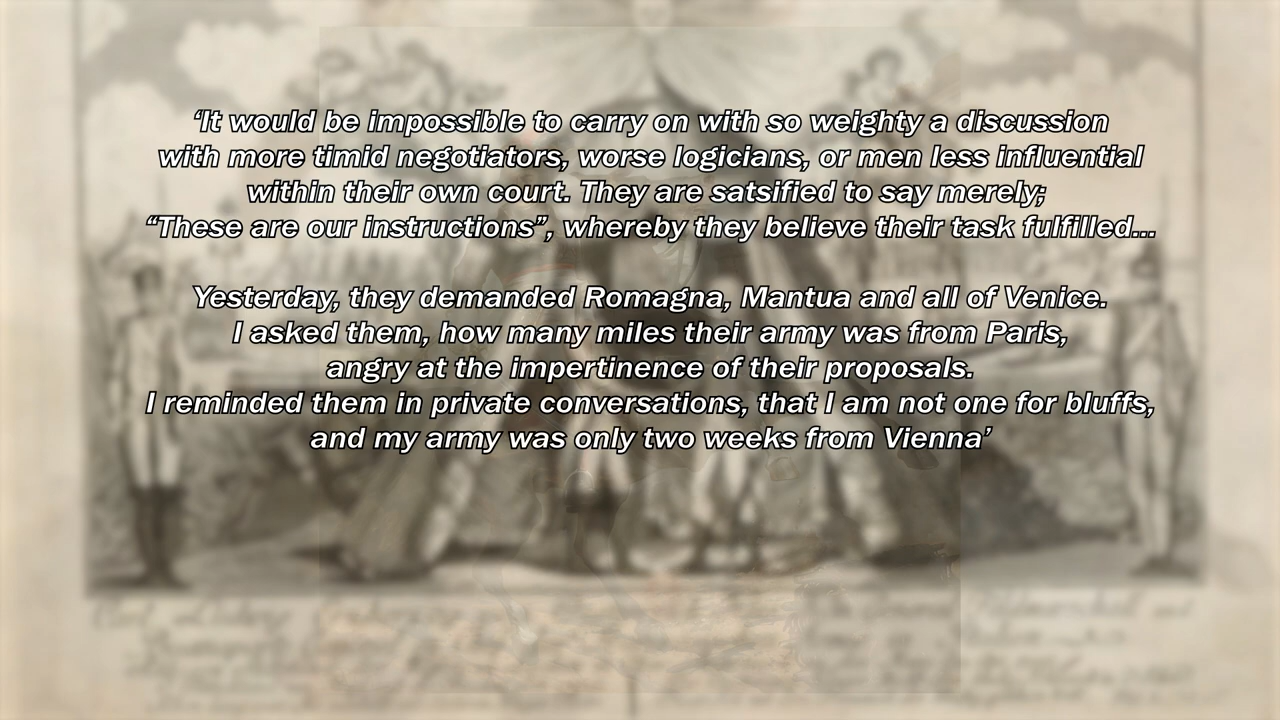 ‘It would be impossible to carry on with so weighty a discussion
with more timid negotiators, worse logicians, or men less influential
within their own court. They are satsified to say merely;
“These are our instructions”, whereby they believe their task fulfilled...
Yesterday, they demanded Romagna, Mantua and all of Venice.
I asked them, how many miles their army was from Paris,
angry at the impertinence of their proposals.
I reminded them in private conversations, that I am not one for bluffs,
and my army was only two weeks from Vienna’